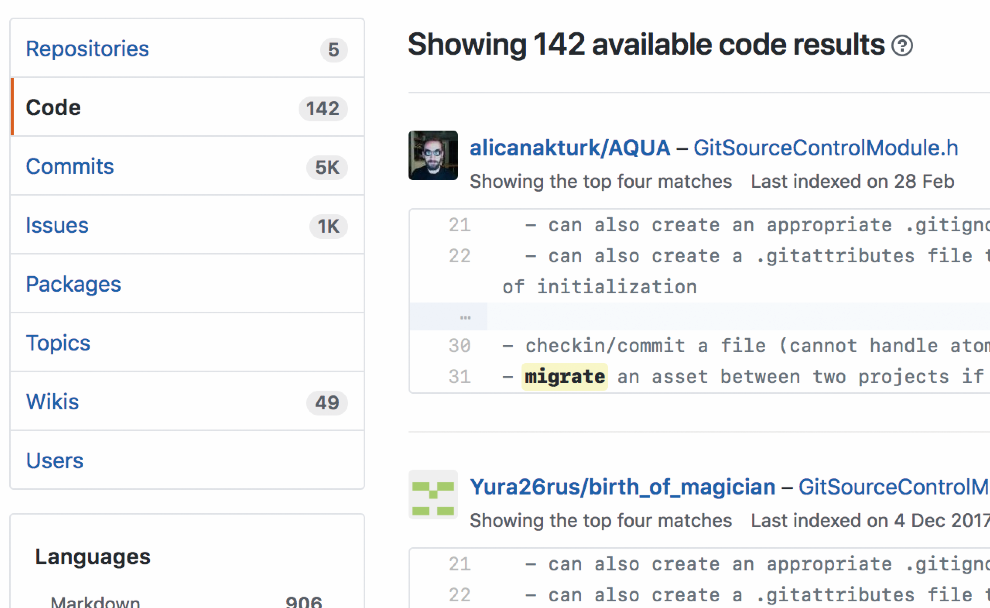 Repositories 5
Code 142
Commits 5K
Issues 1K
Packages
Topics
Wikis 49
Users
Languages
Markdown 906
Showing 142 available code results ?
alicanakturk/AQUA – GitSourceControlModule.h
Showing the top four matches Last indexed on 28 Feb
21 – can also create an appropriate .gitigno
22 – can also create a .gitattributes file t
of initialization
…
30 – checkin/commit a file (cannot handle atom
31 – migrate an asset between two projects if
Yura26rus/birth_of_magician – GitSourceControlM
Showing the top four matches Last indexed on 4 Dec 2017
21 – can also create an appropriate .gitigno
22 – can also create a .gitattributes file t